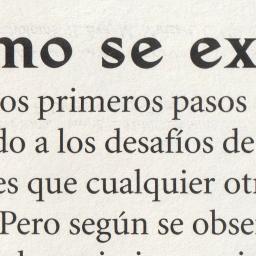 mo se ex
os primeros pasos
do a los desafíos de
es que cualquier otr
Pero según se obser